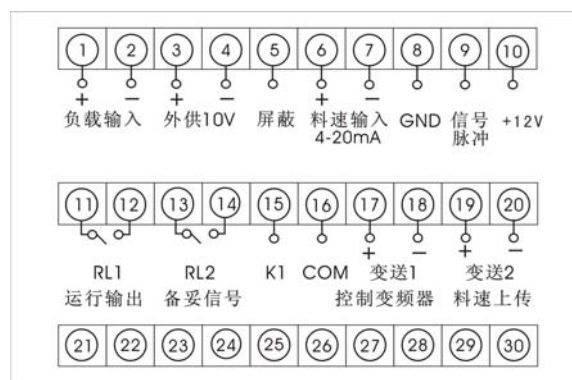 1 2 3 4 5 6 7 8 9 10
+ − + − + −
负载输入 外供10V 屏蔽 料速输入 GND 信号 +12V
4-20mA 脉冲
11 12 13 14 15 16 17 18 19 20
+ − + −
RL1 RL2 K1 COM 变送1 变送2
运行输出 备妥信号 控制变频器 料速上传
21 22 23 24 25 26 27 28 29 30